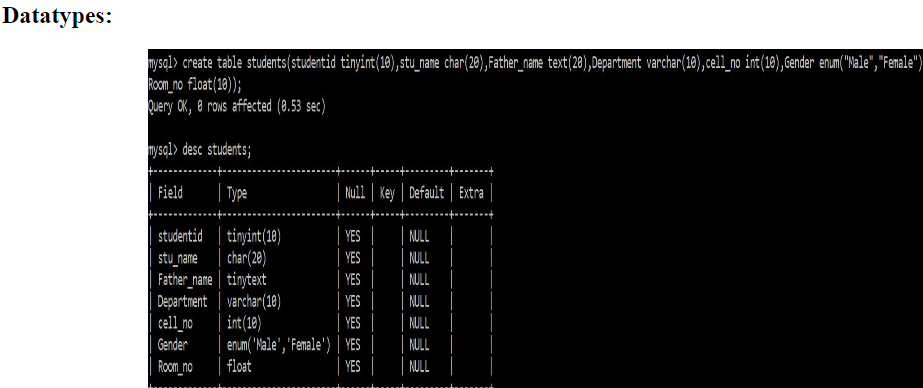 Datatypes:
mysql> create table students(studentid tinyint(10),stu_name char(20),Father_name text(20),Department varchar(10),cell_no int(10),Gender enum("Male","Female")
Room_no float(10));
Query OK, 0 rows affected (0.53 sec)
mysql> desc students;
+-------------+-----------------------+------+-----+---------+-------+
| Field | Type | Null | Key | Default | Extra |
+-------------+-----------------------+------+-----+---------+-------+
| studentid | tinyint(10) | YES | | NULL | |
| stu_name | char(20) | YES | | NULL | |
| Father_name | tinytext | YES | | NULL | |
| Department | varchar(10) | YES | | NULL | |
| cell_no | int(10) | YES | | NULL | |
| Gender | enum('Male','Female') | YES | | NULL | |
| Room_no | float | YES | | NULL | |
+-------------+-----------------------+------+-----+---------+-------+